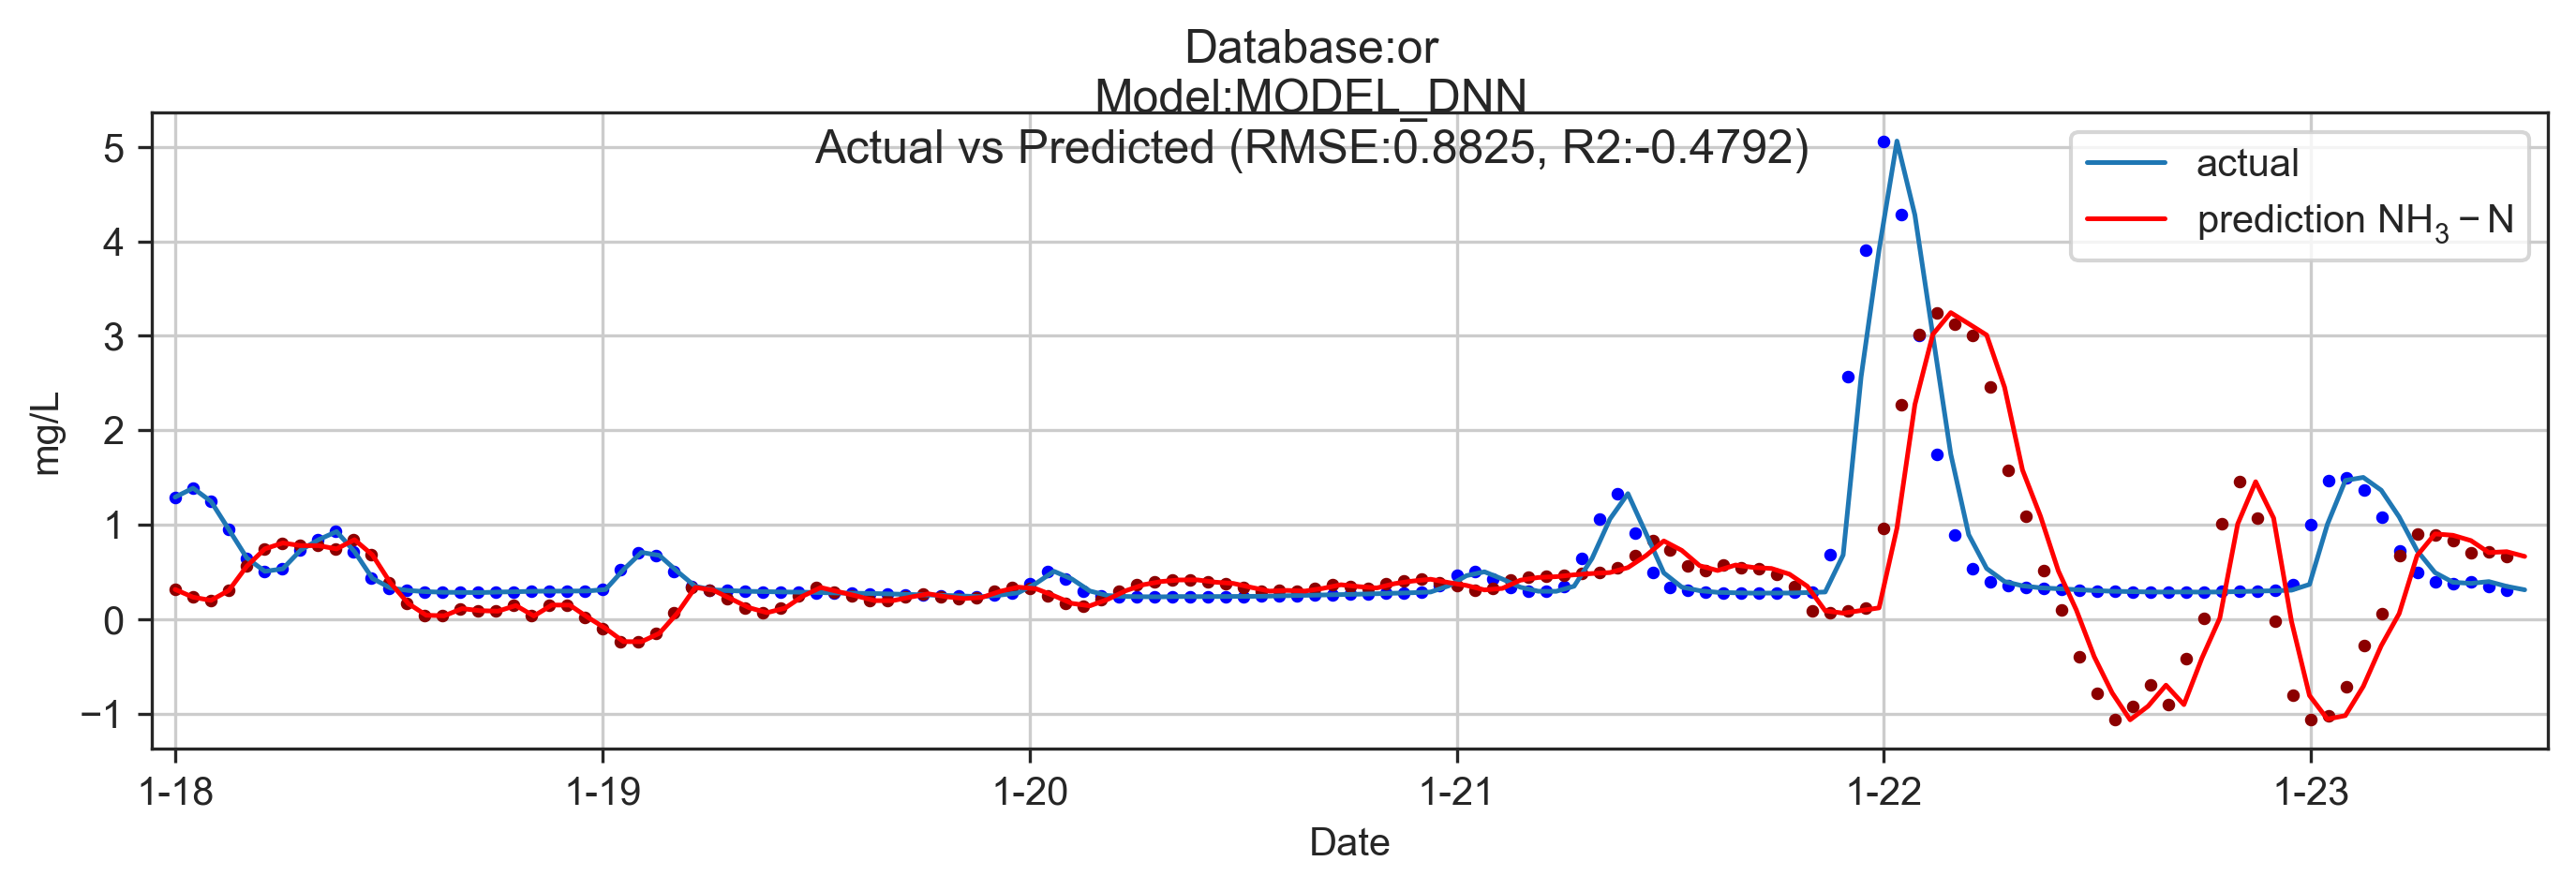 Database:or
Model:MODEL_DNN
Actual vs Predicted (RMSE:0.8825, R2:-0.4792)
actual
prediction NH₃ − N
5
4
3
2
1
0
−1
mg/L
1-18 1-19 1-20 1-21 1-22 1-23
Date